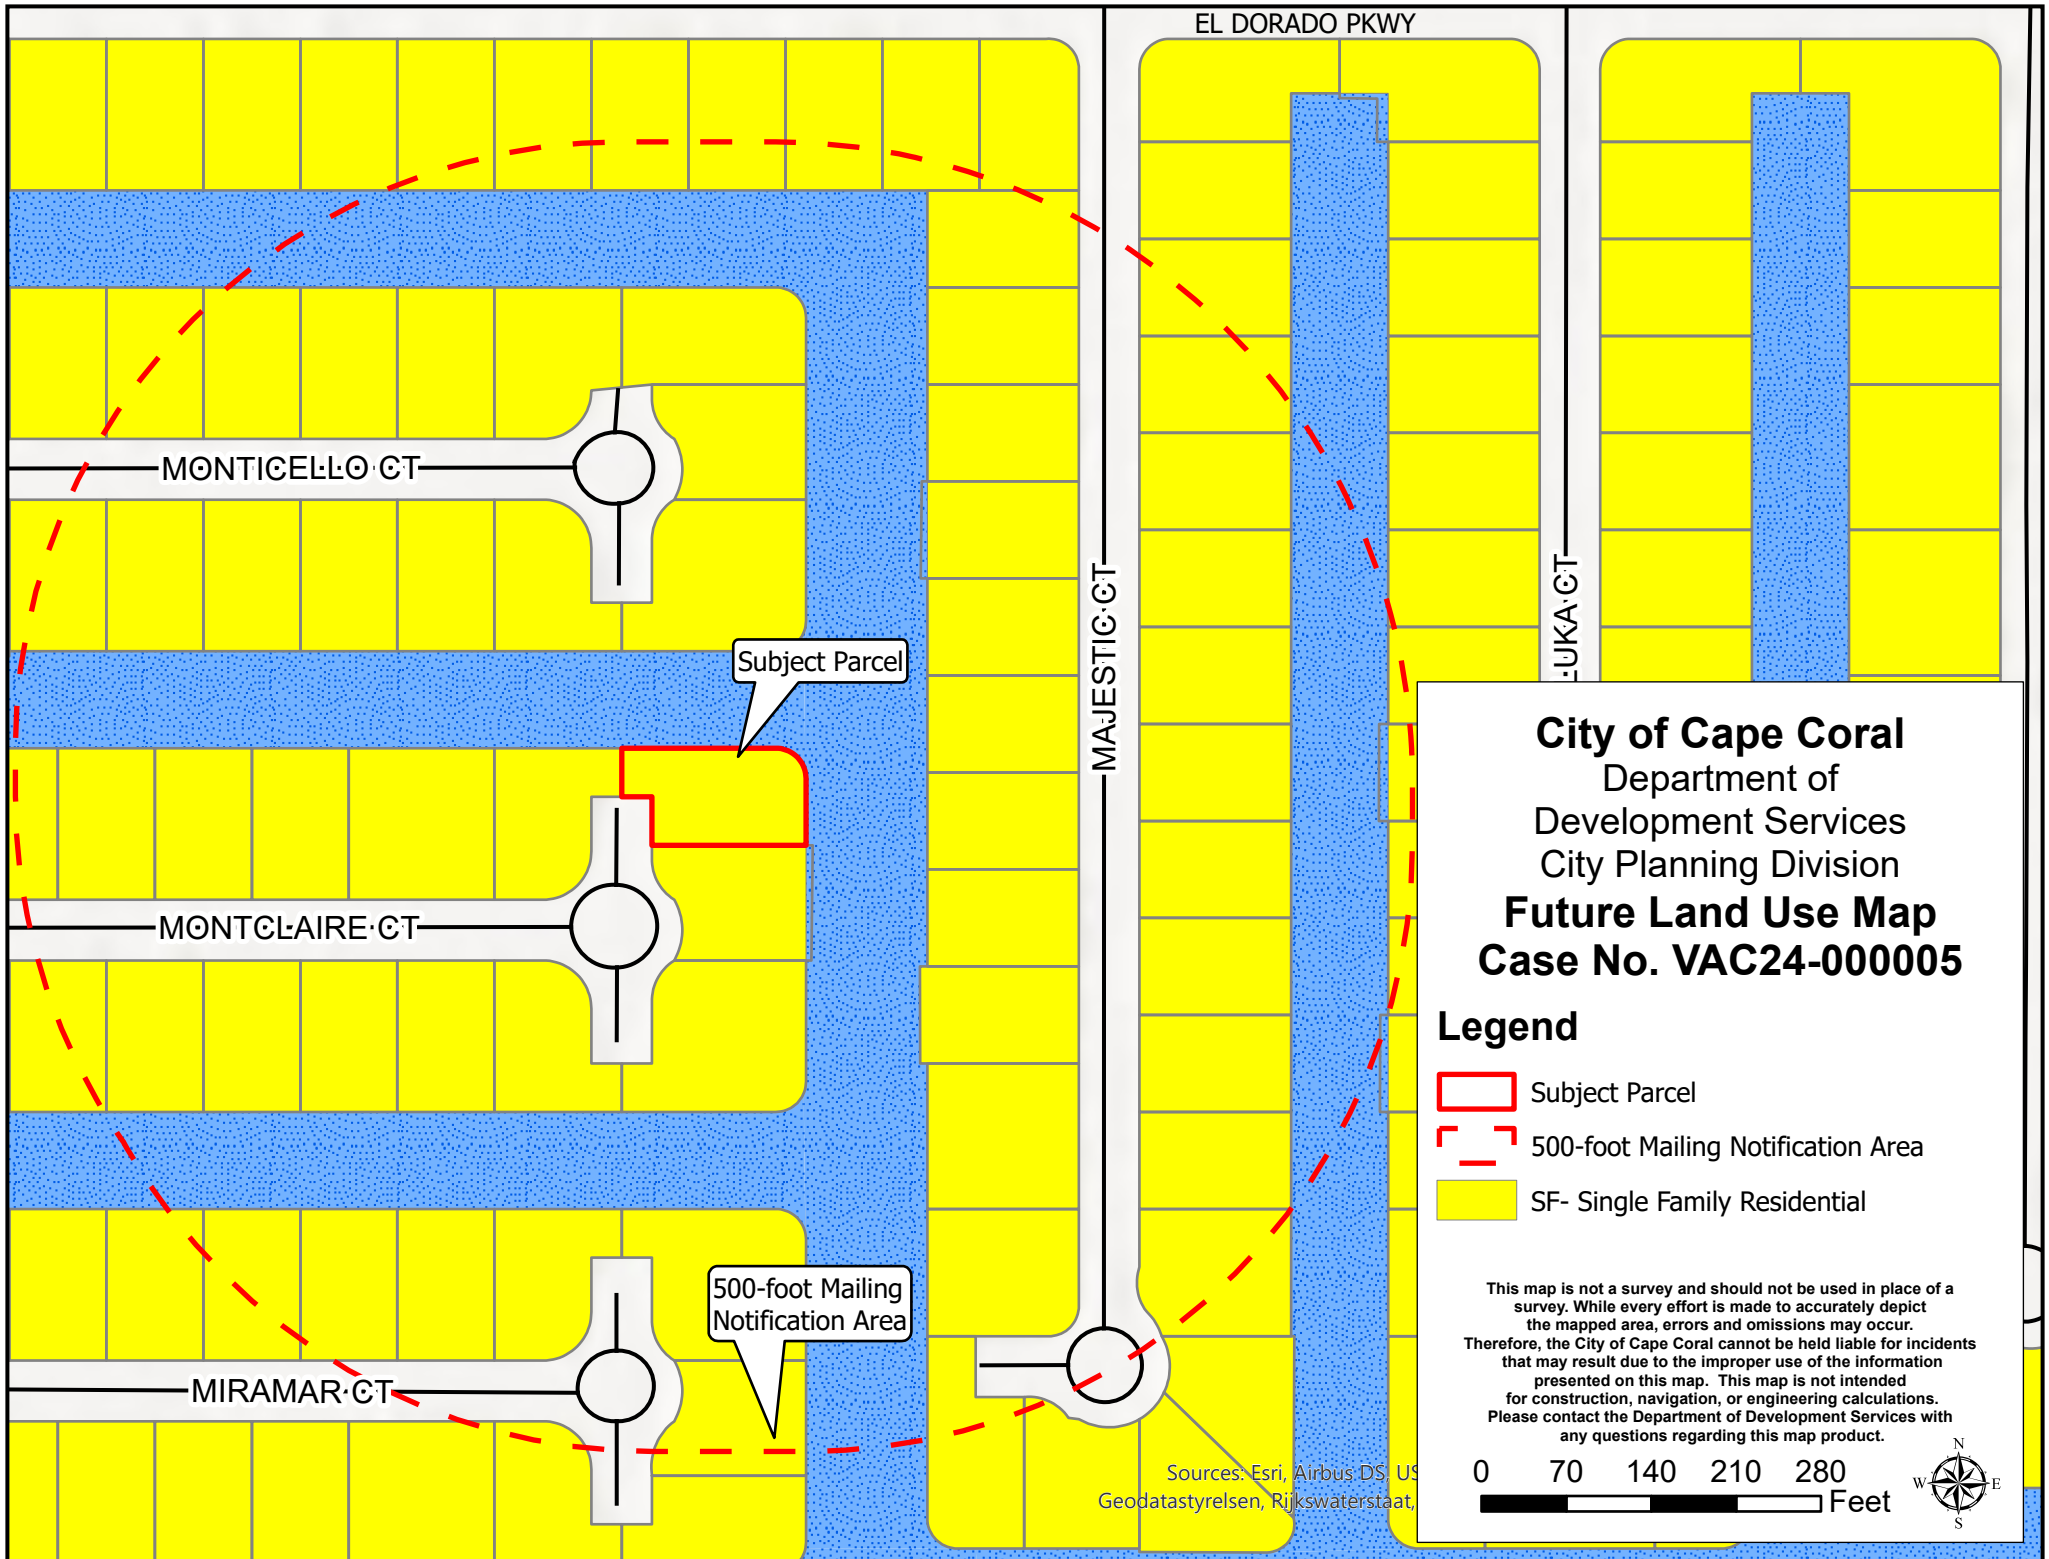 EL DORADO PKWY
MONTICELLO CT
Subject Parcel
MAJESTIC CT
LUKA CT
MONTCLAIRE CT
500-foot Mailing
Notification Area
MIRAMAR CT
City of Cape Coral
Department of
Development Services
City Planning Division
Future Land Use Map
Case No. VAC24-000005
Legend
Subject Parcel
500-foot Mailing Notification Area
SF- Single Family Residential
This map is not a survey and should not be used in place of a
survey. While every effort is made to accurately depict
the mapped area, errors and omissions may occur.
Therefore, the City of Cape Coral cannot be held liable for incidents
that may result due to the improper use of the information
presented on this map. This map is not intended
for construction, navigation, or engineering calculations.
Please contact the Department of Development Services with
any questions regarding this map product.
0 70 140 210 280
Feet
N
W E
S
Sources: Esri, Airbus DS, US
Geodatastyrelsen, Rijkswaterstaat,